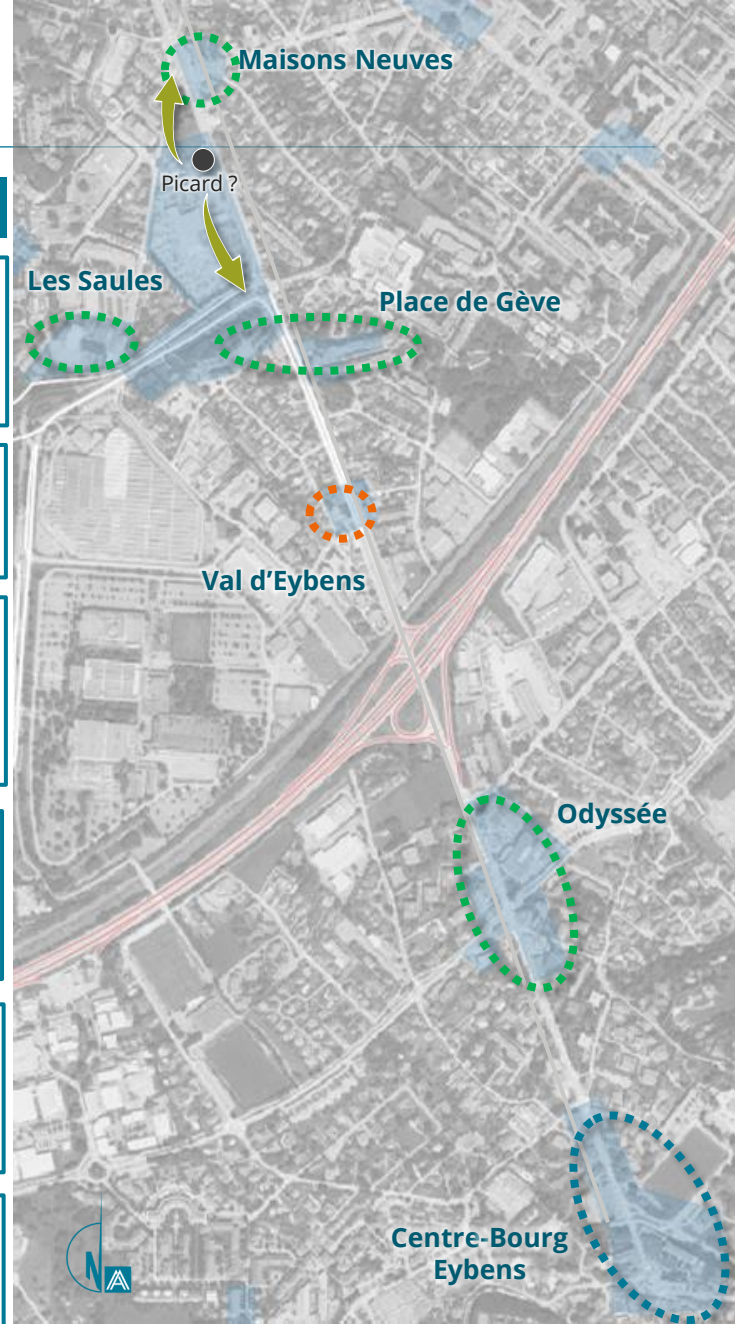 Maisons Neuves
Picard ?
Les Saules
Place de Gève
Val d’Eybens
Odyssée
Centre-Bourg
Eybens
N